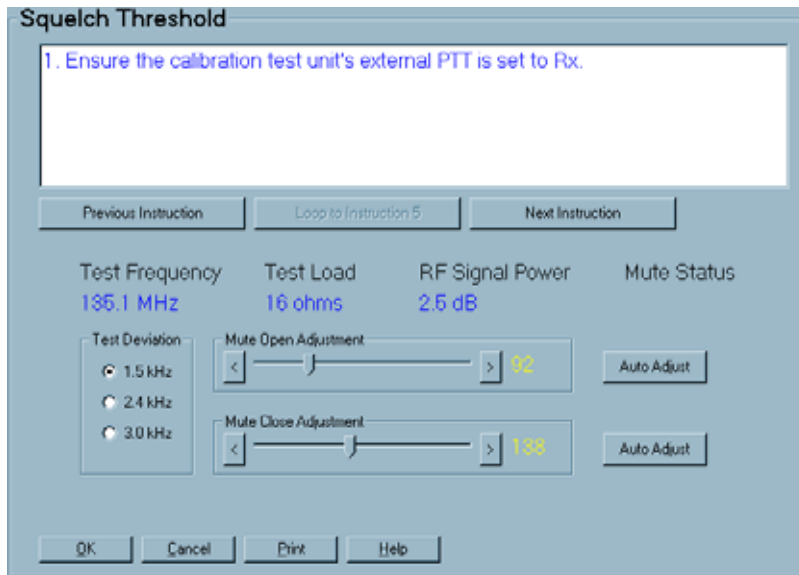 Squelch Threshold
1. Ensure the calibration test unit's external PTT is set to Rx.
Previous Instruction
Loop to Instruction 5
Next Instruction
Test Frequency Test Load RF Signal Power Mute Status
135.1 MHz 16 ohms 2.5 dB
Test Deviation
1.5 kHz
2.4 kHz
3.0 kHz
Mute Open Adjustment
< > 92
Auto Adjust
Mute Close Adjustment
< > 138
Auto Adjust
OK Cancel Print Help